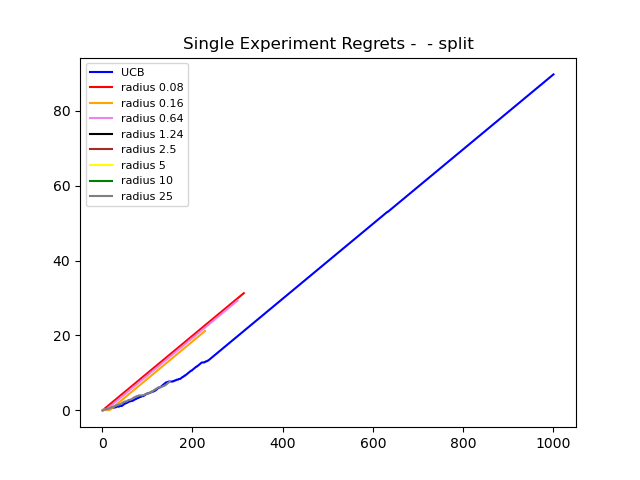 Single Experiment Regrets -  - split
UCB
radius 0.08
radius 0.16
radius 0.64
radius 1.24
radius 2.5
radius 5
radius 10
radius 25
80
60
40
20
0
0 200 400 600 800 1000